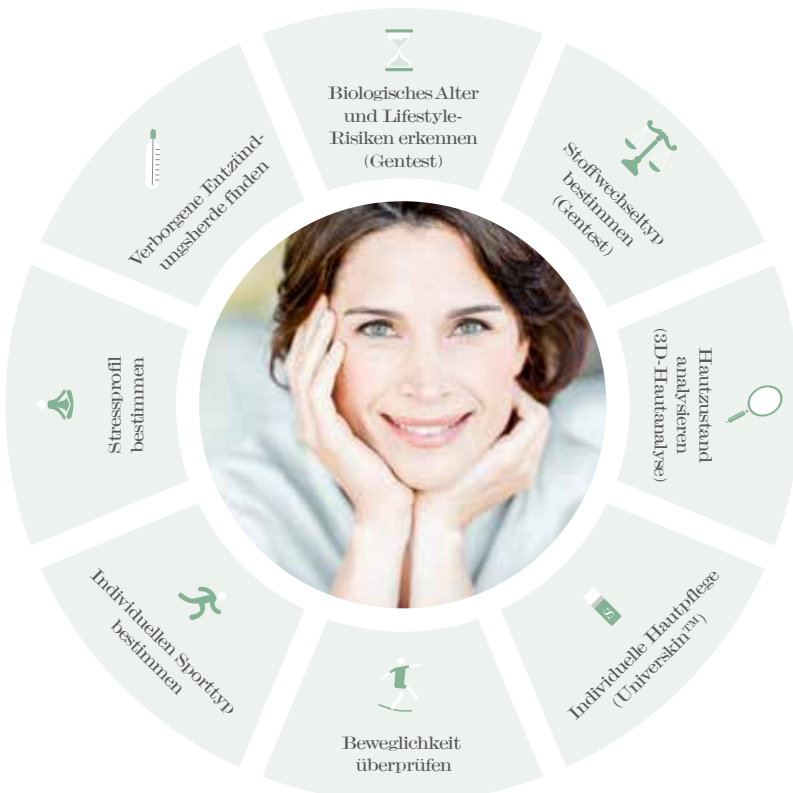 Biologisches Alter
und Lifestyle-
Risiken erkennen
(Gentest)
Stoffwechseltyp
bestimmen
(Gentest)
Hautzustand
analysieren
(3D-Hautanalyse)
Individuelle Hautpflege
(Universkin™)
Beweglichkeit
überprüfen
Individuellen Sporttyp
bestimmen
Stressprofil
bestimmen
Verborgene Entzünd-
ungsherde finden